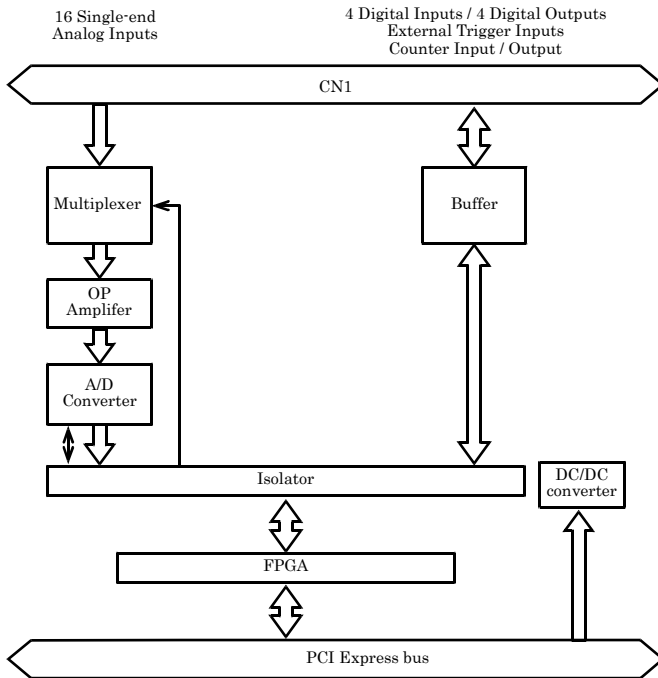 16 Single-end
Analog Inputs
4 Digital Inputs / 4 Digital Outputs
External Trigger Inputs
Counter Input / Output
CN1
Multiplexer
Buffer
OP
Amplifer
A/D
Converter
Isolator
DC/DC
converter
FPGA
PCI Express bus